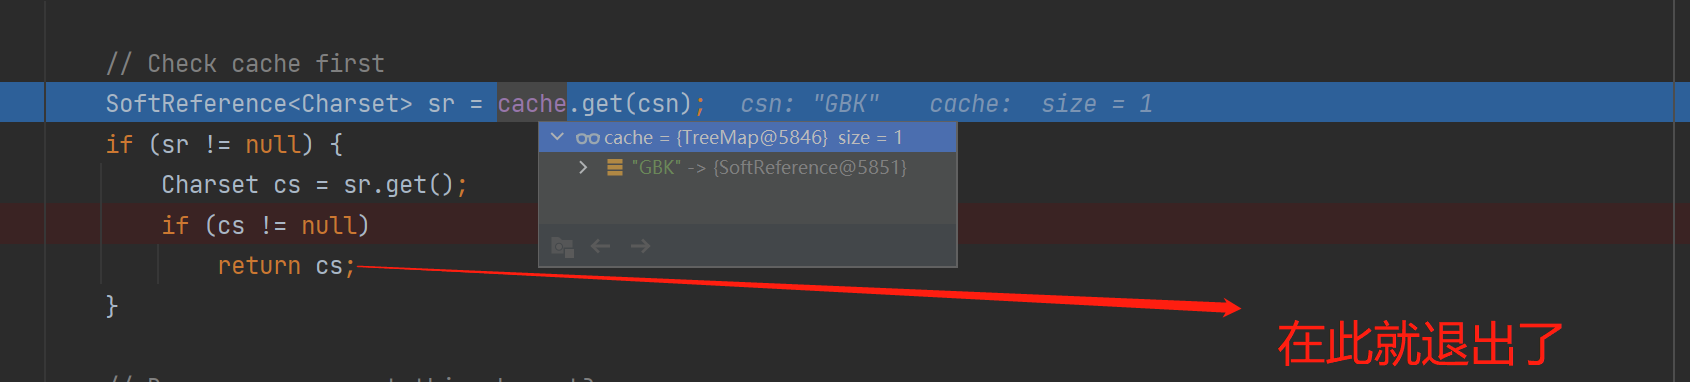 // Check cache first
SoftReference<Charset> sr = cache.get(csn); csn: "GBK" cache: size = 1
cache = {TreeMap@5846} size = 1
if (sr != null) {
"GBK" -> {SoftReference@5851}
Charset cs = sr.get();
if (cs != null)
return cs;
}
在此就退出了